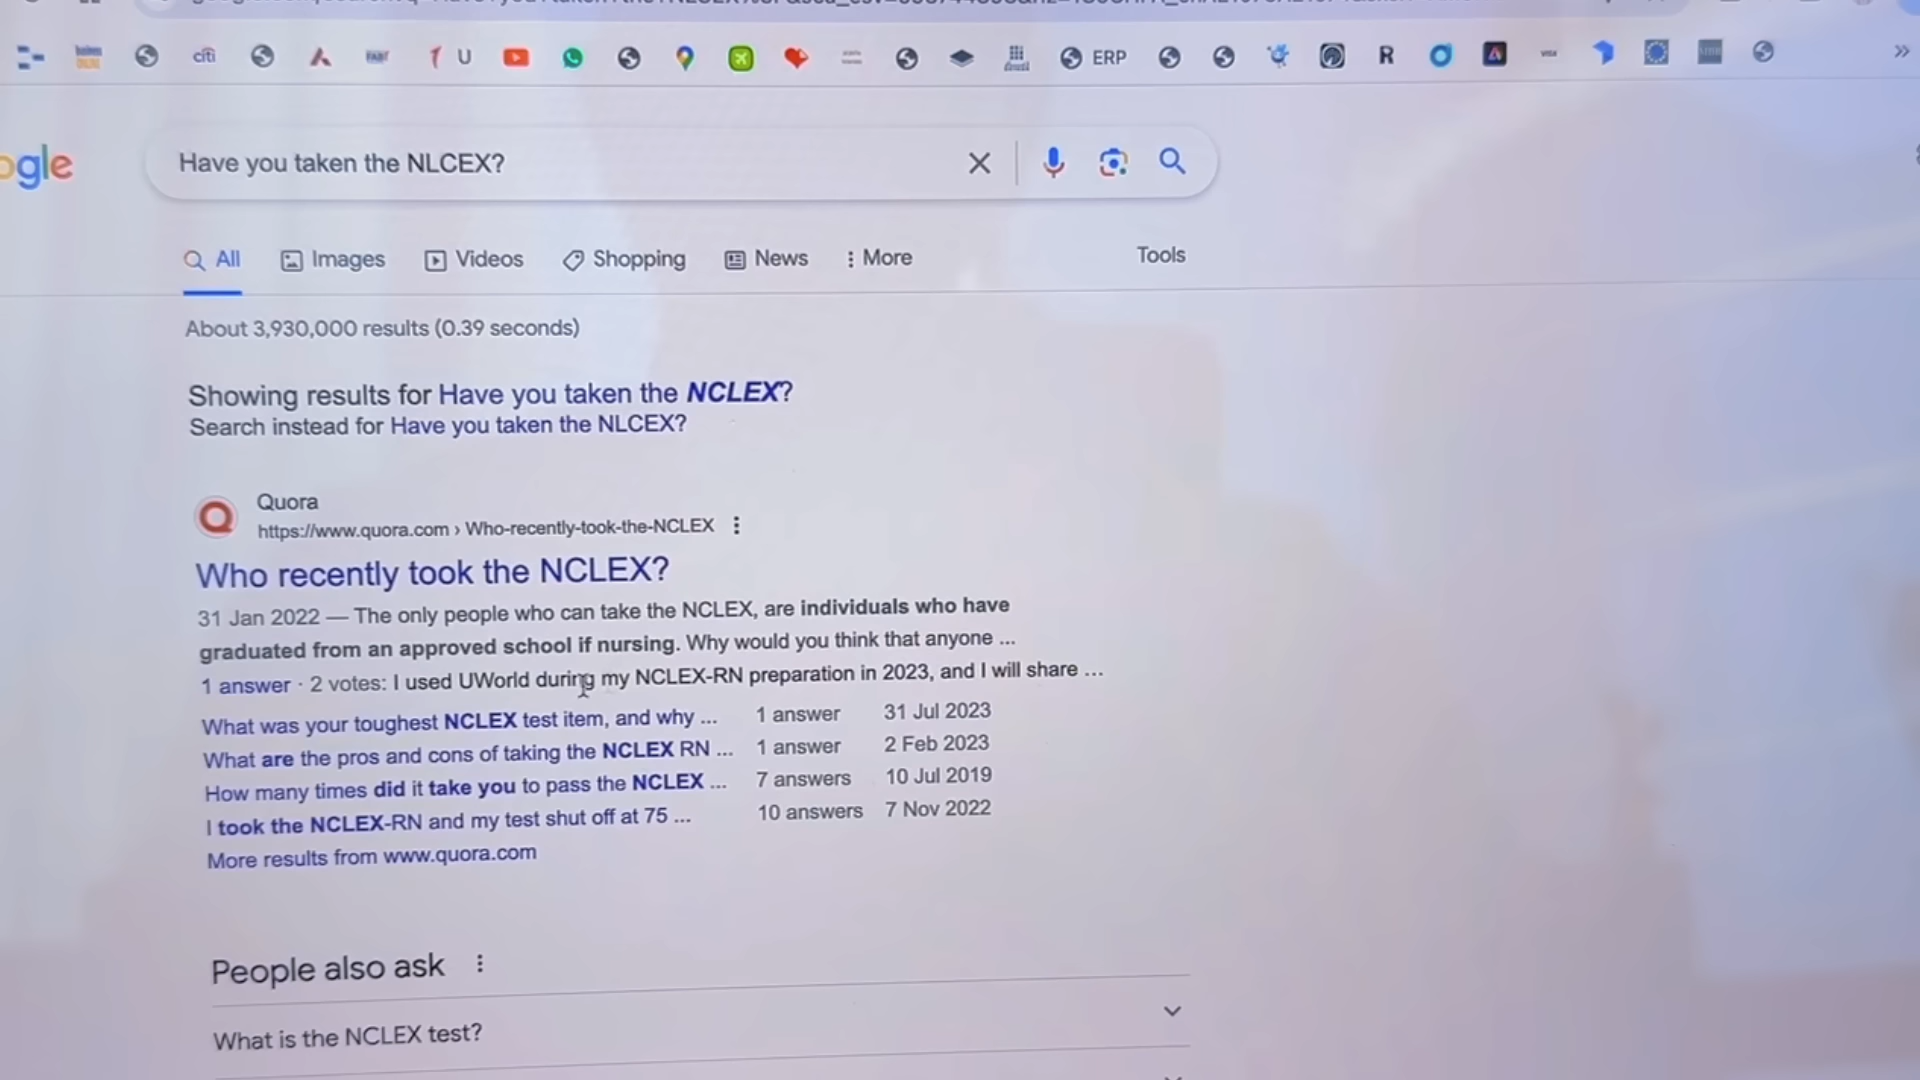 citi
U
ERP
R
ogle
Have you taken the NLCEX?
All
Images
Videos
Shopping
News
More
Tools
About 3,930,000 results (0.39 seconds)
Showing results for Have you taken the NCLEX?
Search instead for Have you taken the NLCEX?
Quora
https://www.quora.com › Who-recently-took-the-NCLEX
Who recently took the NCLEX?
31 Jan 2022 — The only people who can take the NCLEX, are individuals who have
graduated from an approved school if nursing. Why would you think that anyone ...
1 answer · 2 votes: I used UWorld during my NCLEX-RN preparation in 2023, and I will share ...
What was your toughest NCLEX test item, and why ... 1 answer 31 Jul 2023
What are the pros and cons of taking the NCLEX RN ... 1 answer 2 Feb 2023
How many times did it take you to pass the NCLEX ... 7 answers 10 Jul 2019
I took the NCLEX-RN and my test shut off at 75 ... 10 answers 7 Nov 2022
More results from www.quora.com
People also ask
What is the NCLEX test?